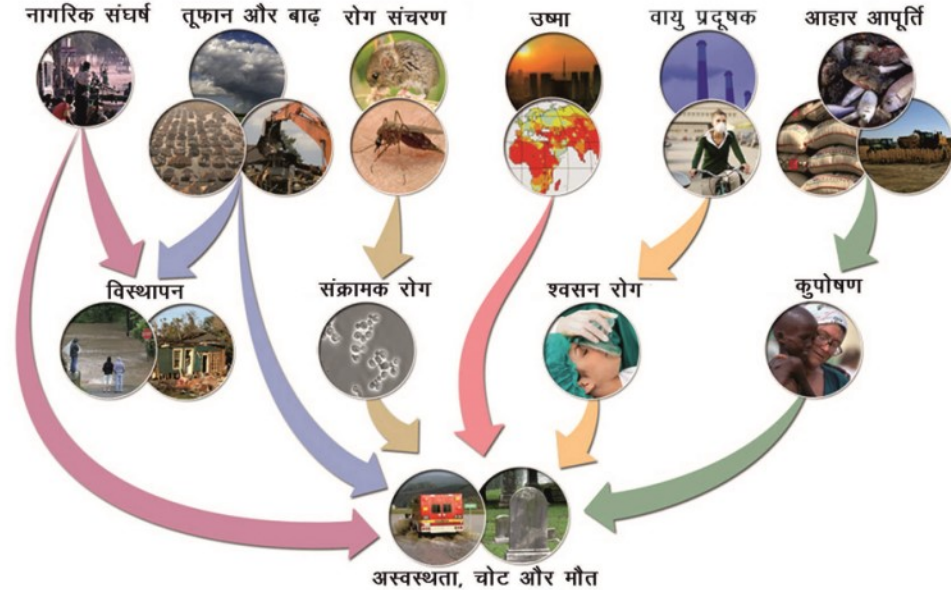 नागरिक संघर्ष
तूफान और बाढ़
रोग संचरण
उष्मा
वायु प्रदूषक
आहार आपूर्ति
विस्थापन
संक्रामक रोग
श्वसन रोग
कुपोषण
अस्वस्थता, चोट और मौत